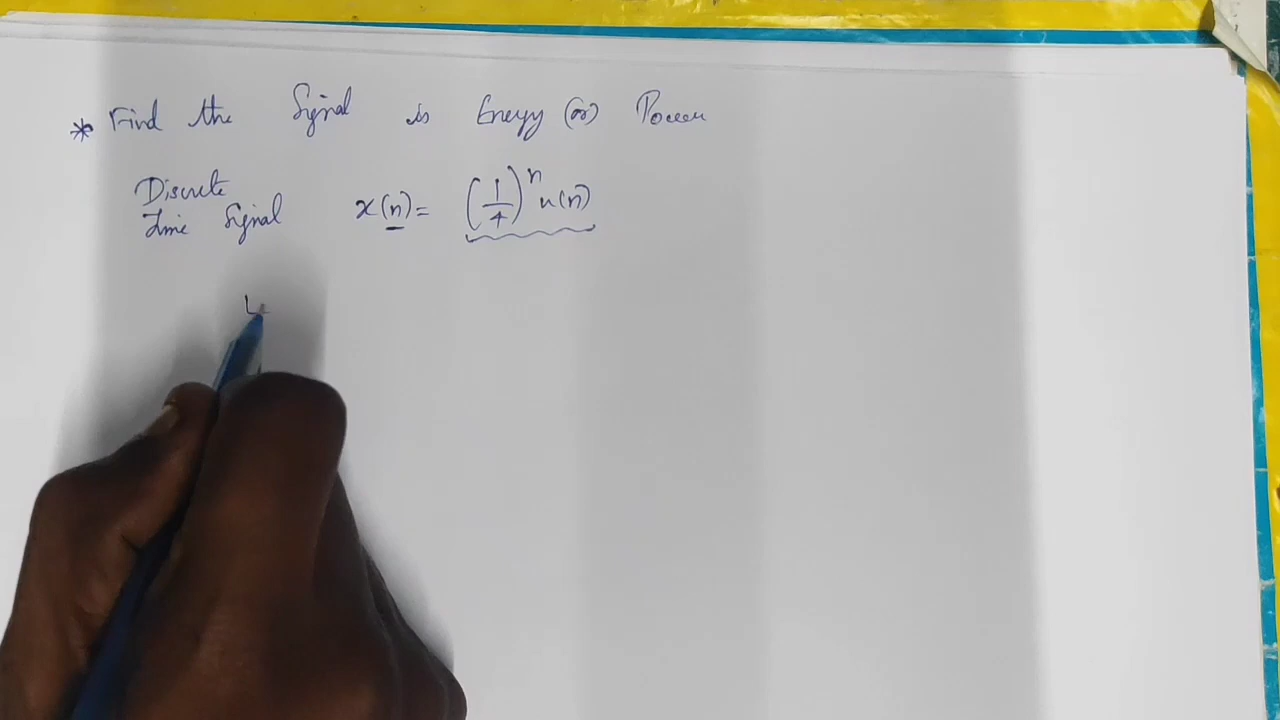 * Find the Signal is Energy (or) Power
Discrete
Time Signal x(n) = (1/4)^n u(n)